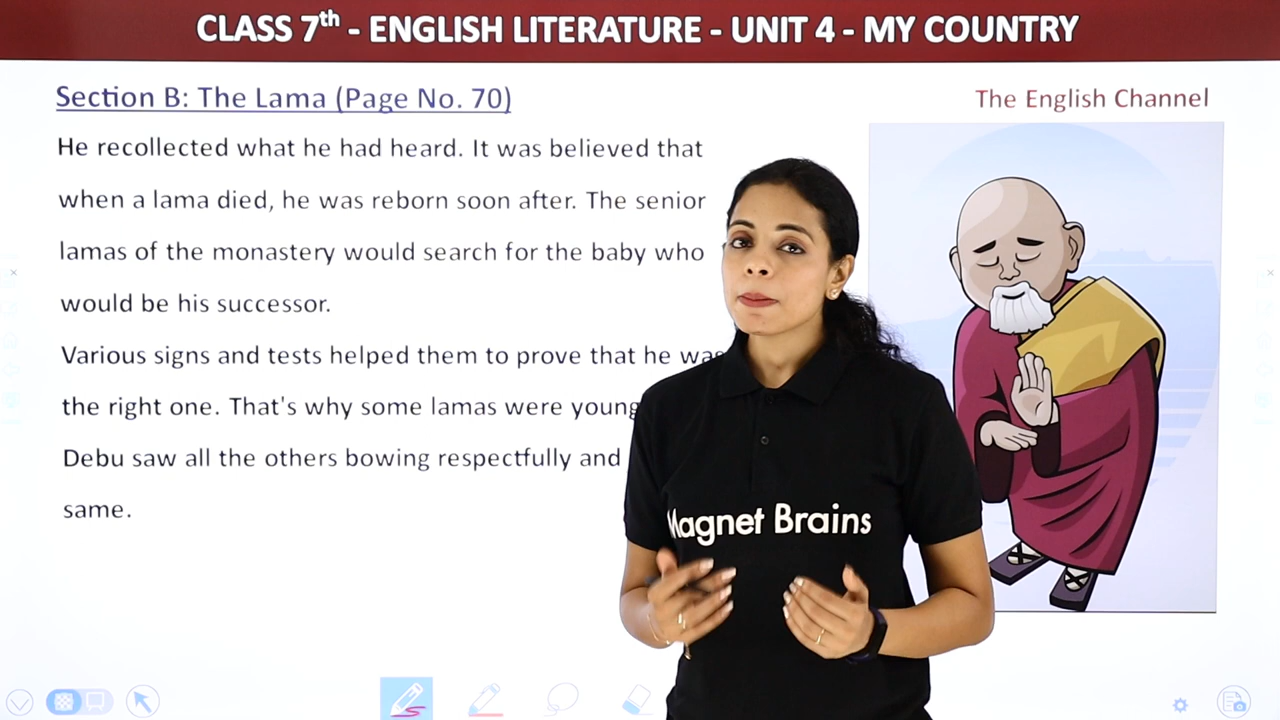 CLASS 7th - ENGLISH LITERATURE - UNIT 4 - MY COUNTRY
Section B: The Lama (Page No. 70)
The English Channel
He recollected what he had heard. It was believed that
when a lama died, he was reborn soon after. The senior
lamas of the monastery would search for the baby who
would be his successor.
Various signs and tests helped them to prove that he was
the right one. That's why some lamas were young
Debu saw all the others bowing respectfully and
same.
Magnet Brains